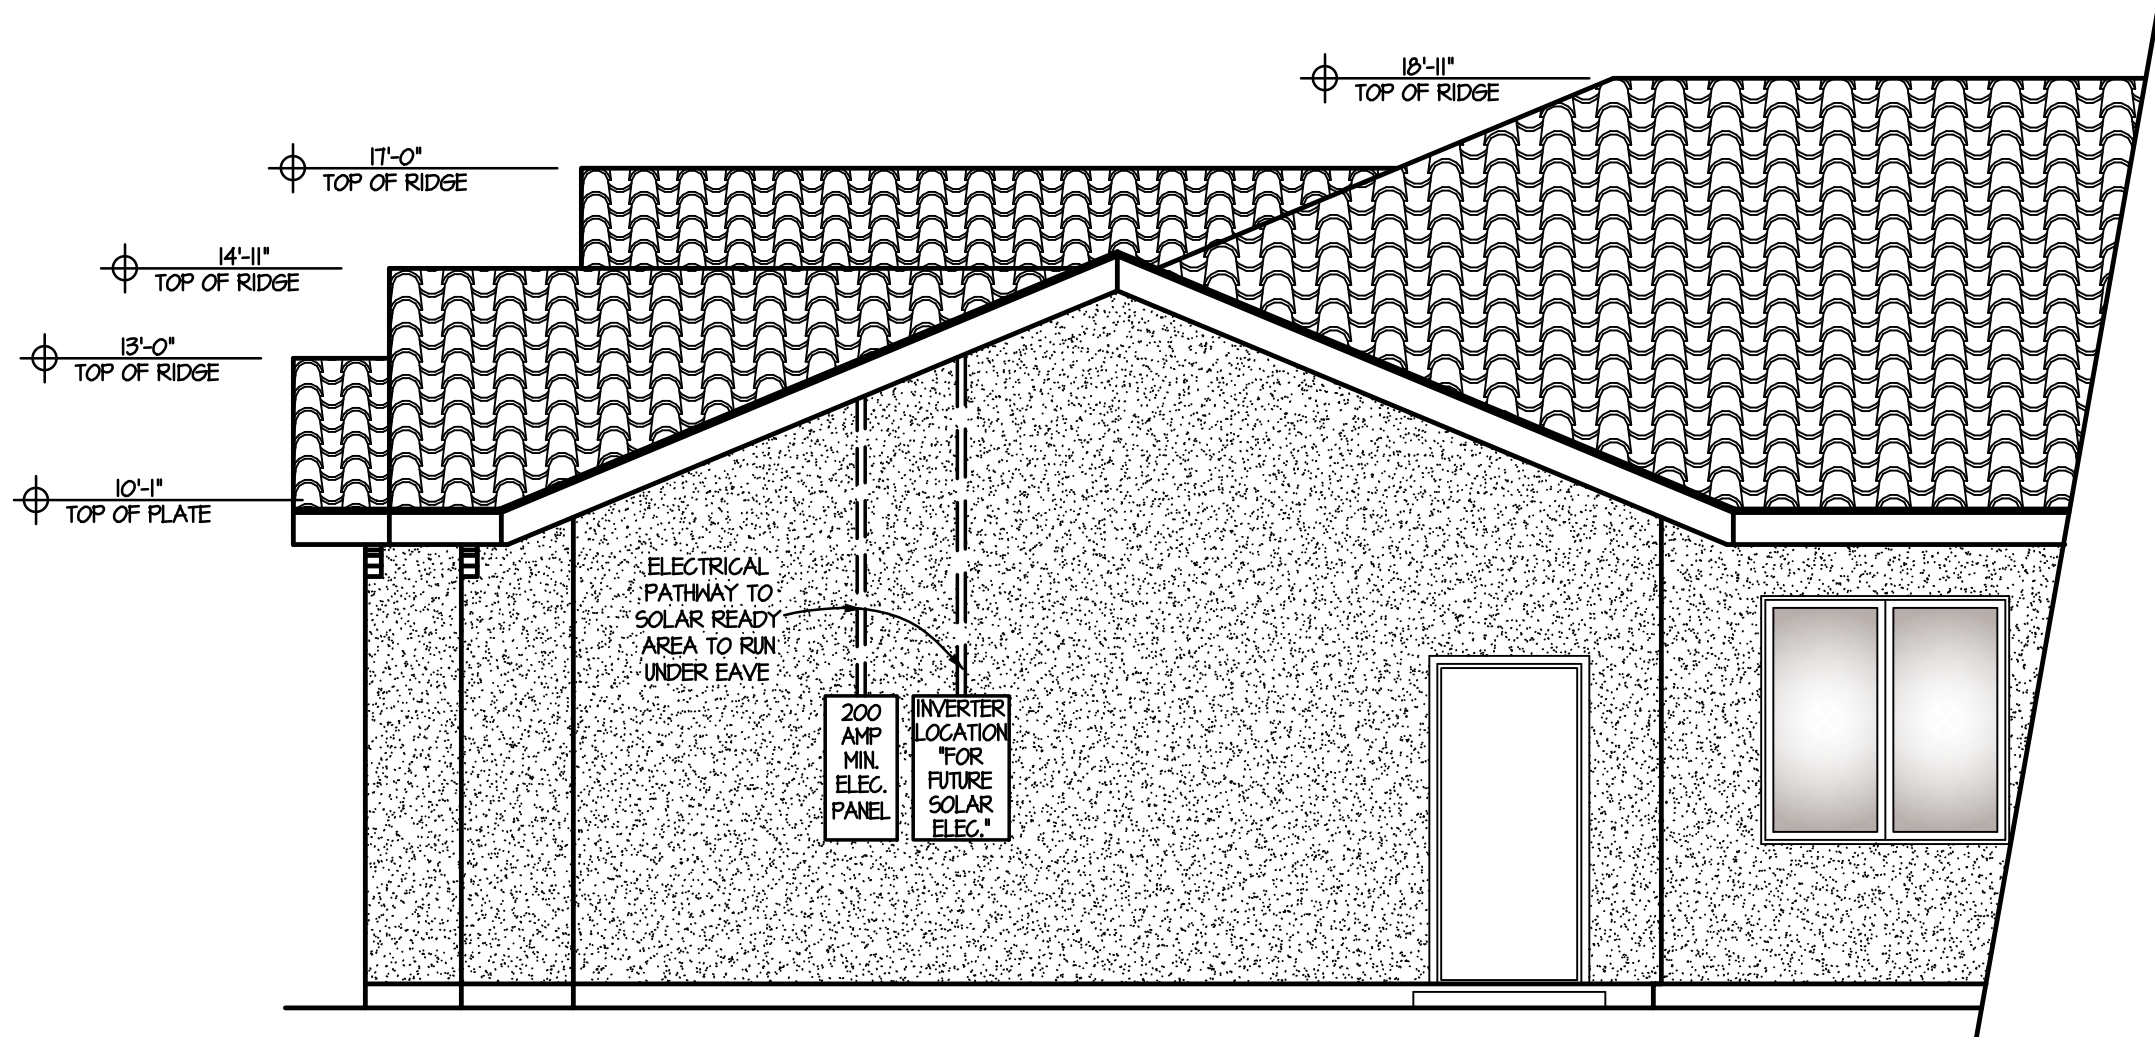 18'-11"
TOP OF RIDGE
17'-0"
TOP OF RIDGE
14'-11"
TOP OF RIDGE
13'-0"
TOP OF RIDGE
10'-1"
TOP OF PLATE
ELECTRICAL
PATHWAY TO
SOLAR READY
AREA TO RUN
UNDER EAVE
200
AMP
MIN.
ELEC.
PANEL
INVERTER
LOCATION
"FOR
FUTURE
SOLAR
ELEC."